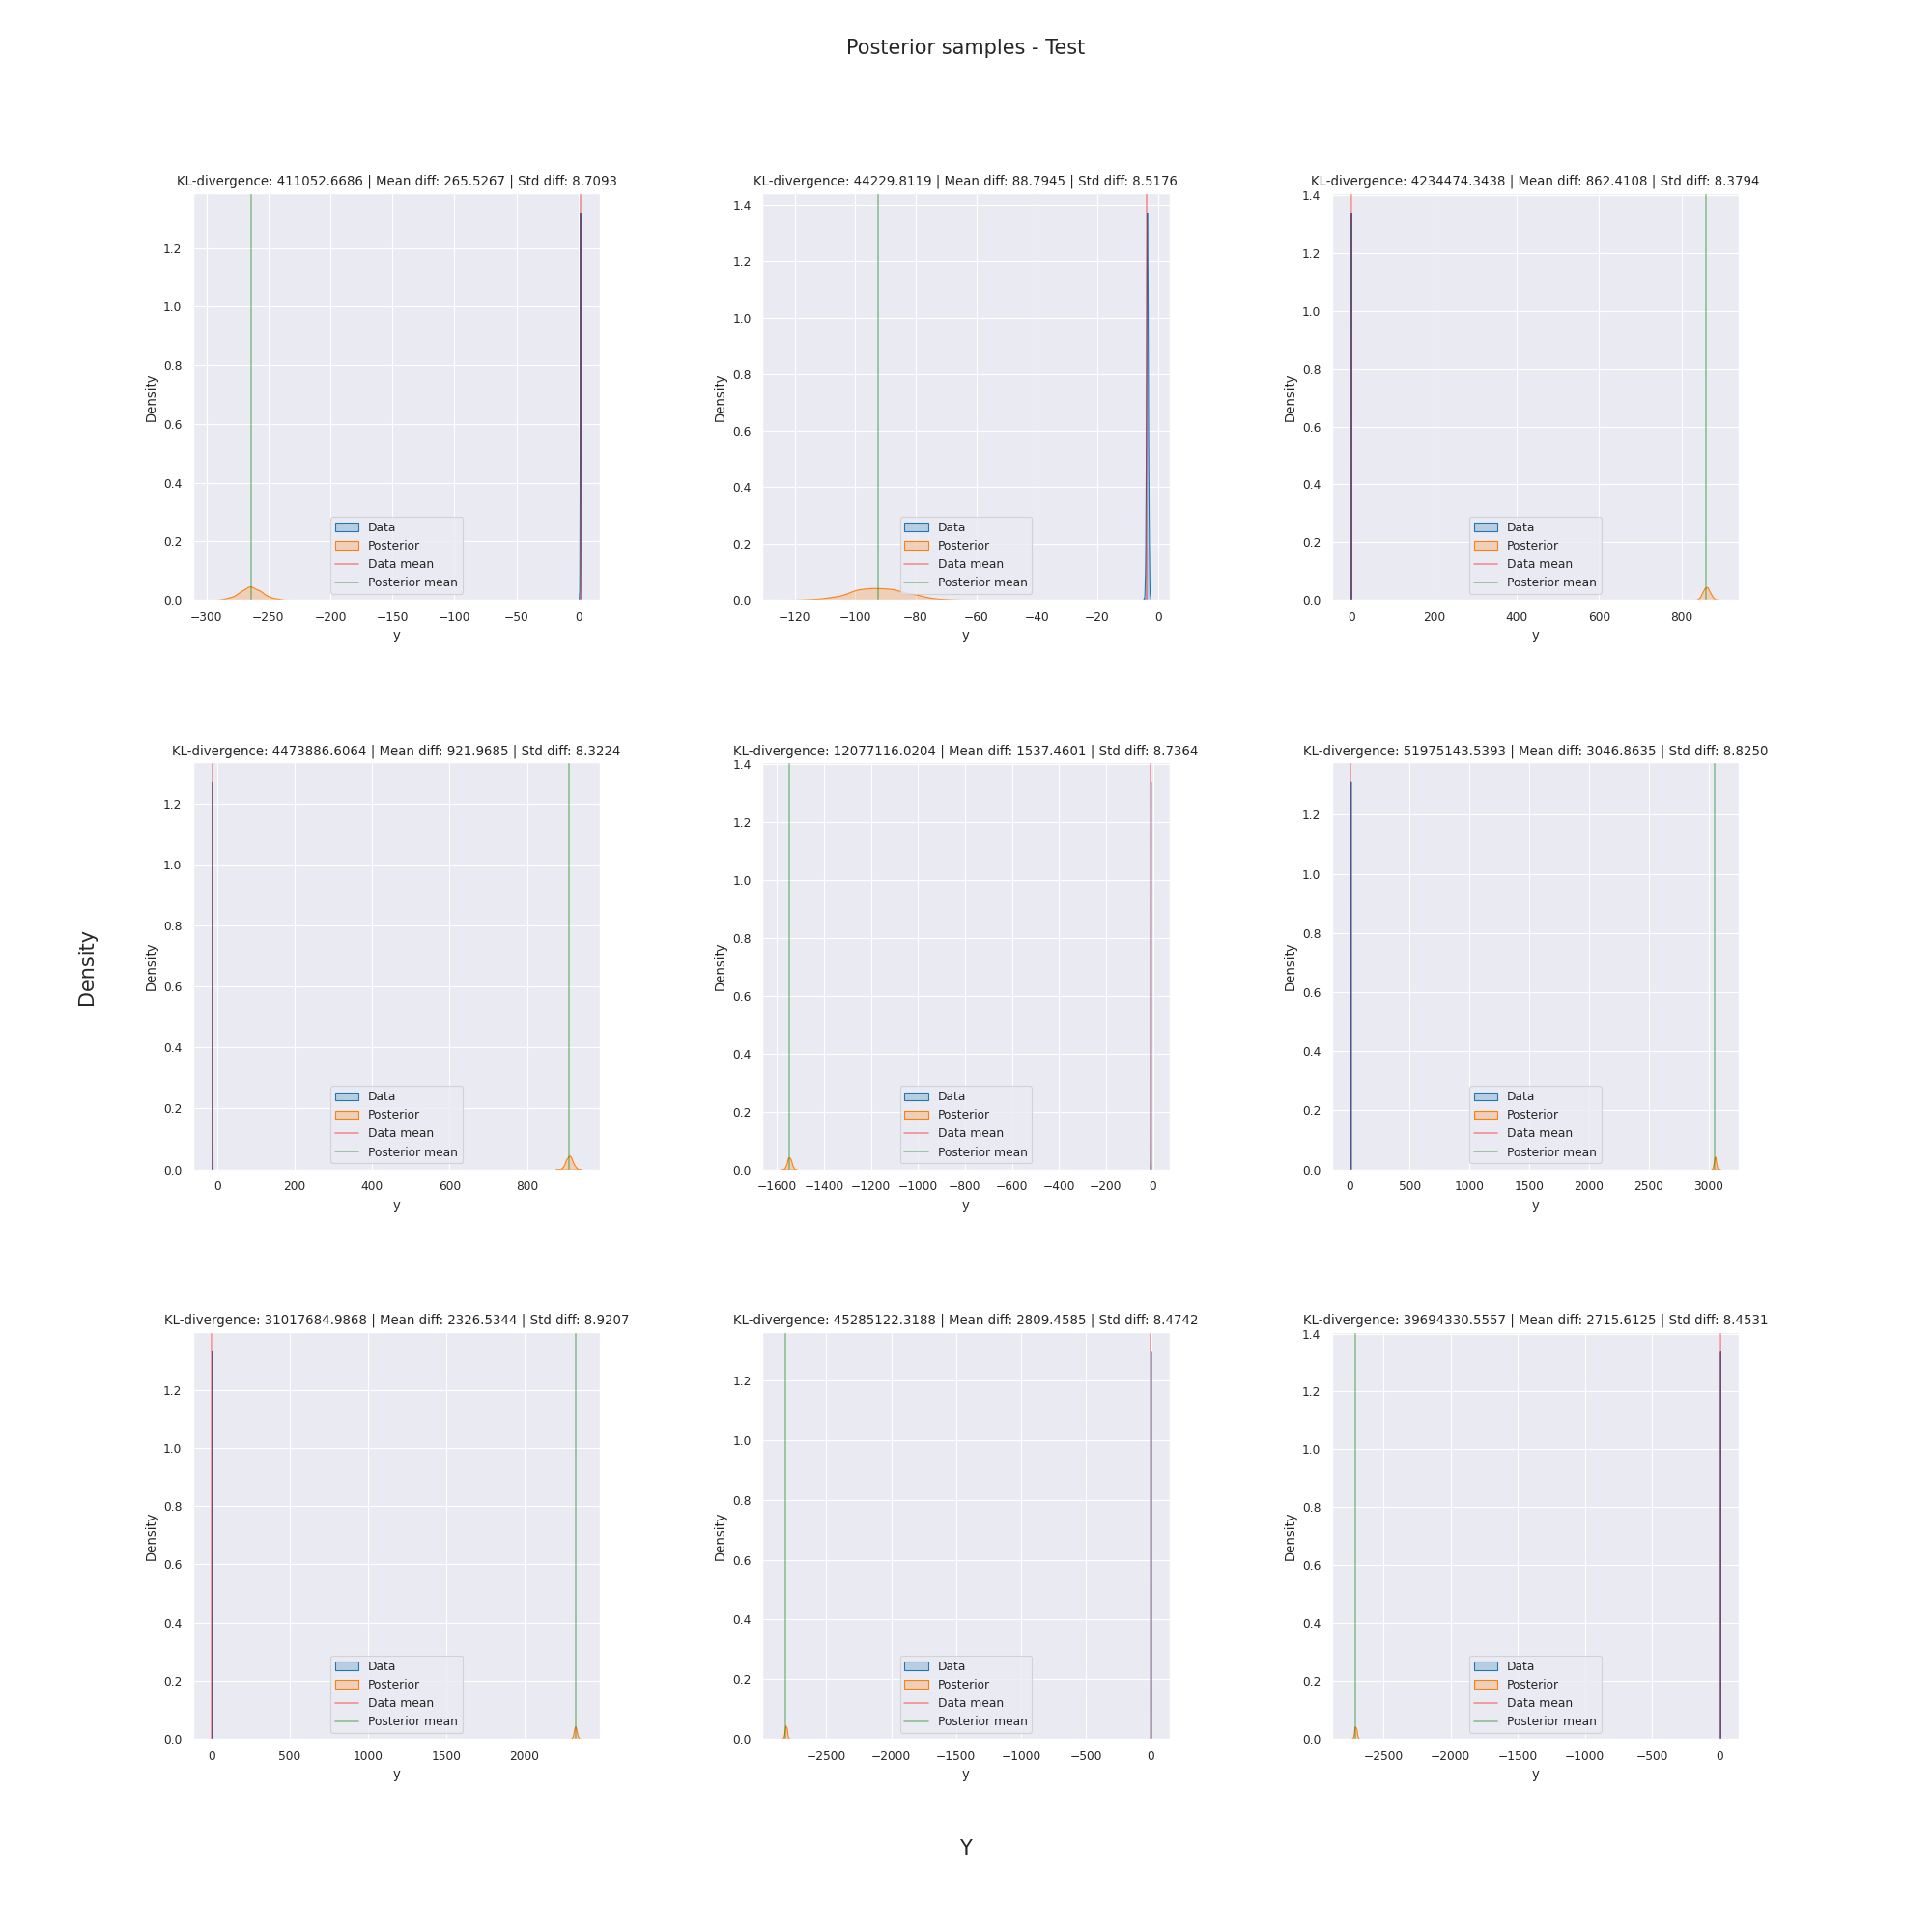 Posterior samples - Test
KL-divergence: 411052.6686 | Mean diff: 265.5267 | Std diff: 8.7093
1.2
1.0
0.8
0.6
0.4
0.2
0.0
Density
Data
Posterior
Data mean
Posterior mean
−300 −250 −200 −150 −100 −50 0
y
KL-divergence: 44229.8119 | Mean diff: 88.7945 | Std diff: 8.5176
1.4
1.2
1.0
0.8
0.6
0.4
0.2
0.0
Density
Data
Posterior
Data mean
Posterior mean
−120 −100 −80 −60 −40 −20 0
y
KL-divergence: 4234474.3438 | Mean diff: 862.4108 | Std diff: 8.3794
1.4
1.2
1.0
0.8
0.6
0.4
0.2
0.0
Density
Data
Posterior
Data mean
Posterior mean
0 200 400 600 800
y
Density
KL-divergence: 4473886.6064 | Mean diff: 921.9685 | Std diff: 8.3224
1.2
1.0
0.8
0.6
0.4
0.2
0.0
Density
Data
Posterior
Data mean
Posterior mean
0 200 400 600 800
y
KL-divergence: 12077116.0204 | Mean diff: 1537.4601 | Std diff: 8.7364
1.4
1.2
1.0
0.8
0.6
0.4
0.2
0.0
Density
Data
Posterior
Data mean
Posterior mean
−1600 −1400 −1200 −1000 −800 −600 −400 −200 0
y
KL-divergence: 51975143.5393 | Mean diff: 3046.8635 | Std diff: 8.8250
1.2
1.0
0.8
0.6
0.4
0.2
0.0
Density
Data
Posterior
Data mean
Posterior mean
0 500 1000 1500 2000 2500 3000
y
KL-divergence: 31017684.9868 | Mean diff: 2326.5344 | Std diff: 8.9207
1.2
1.0
0.8
0.6
0.4
0.2
0.0
Density
Data
Posterior
Data mean
Posterior mean
0 500 1000 1500 2000
y
KL-divergence: 45285122.3188 | Mean diff: 2809.4585 | Std diff: 8.4742
1.2
1.0
0.8
0.6
0.4
0.2
0.0
Density
Data
Posterior
Data mean
Posterior mean
−2500 −2000 −1500 −1000 −500 0
y
KL-divergence: 39694330.5557 | Mean diff: 2715.6125 | Std diff: 8.4531
1.4
1.2
1.0
0.8
0.6
0.4
0.2
0.0
Density
Data
Posterior
Data mean
Posterior mean
−2500 −2000 −1500 −1000 −500 0
y
Y